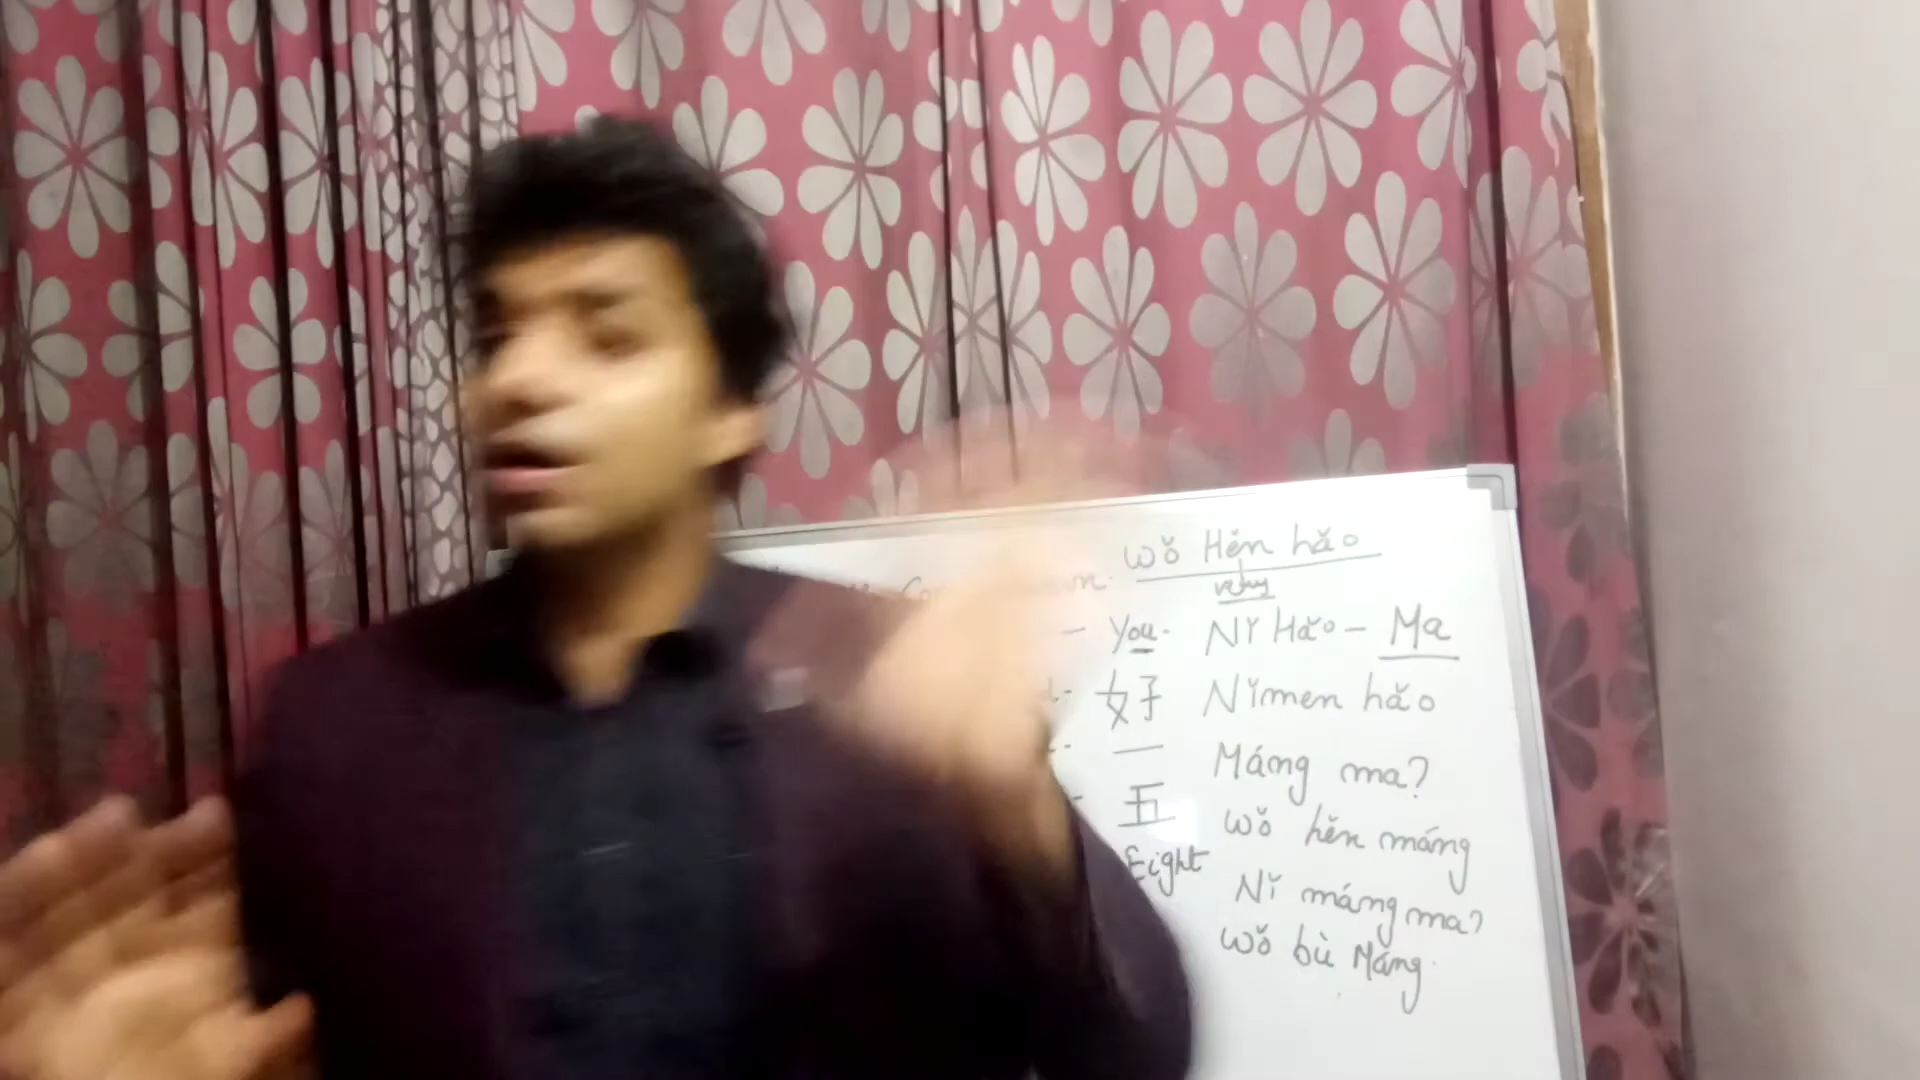 wǒ Hěn hǎo
very
- You - Nǐ Hǎo - Ma
好 Nǐmen hǎo
一 Máng ma?
五 wǒ hěn máng
Eight Nǐ máng ma?
wǒ bù Máng.